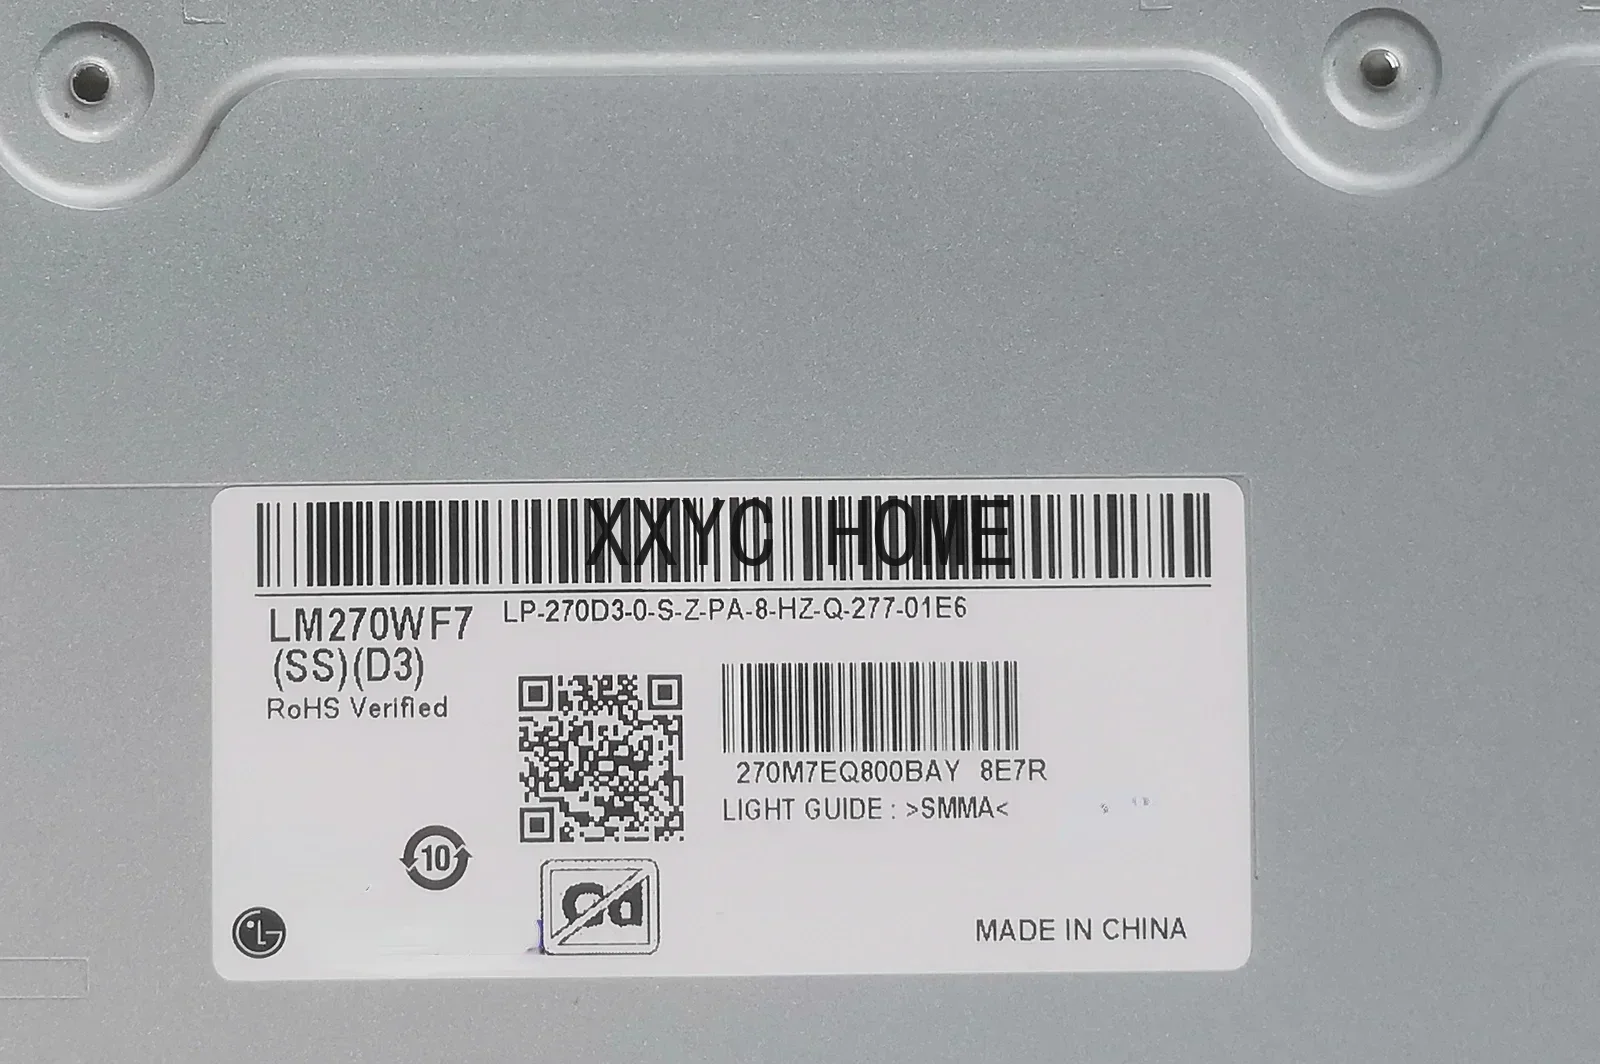 XXYC HOME
LM270WF7
LP-270D3-0-S-Z-PA-8-HZ-Q-277-01E6
(SS)(D3)
RoHS Verified
270M7EQ800BAY 8E7R
LIGHT GUIDE : >SMMA<
10
Pb
LG
MADE IN CHINA